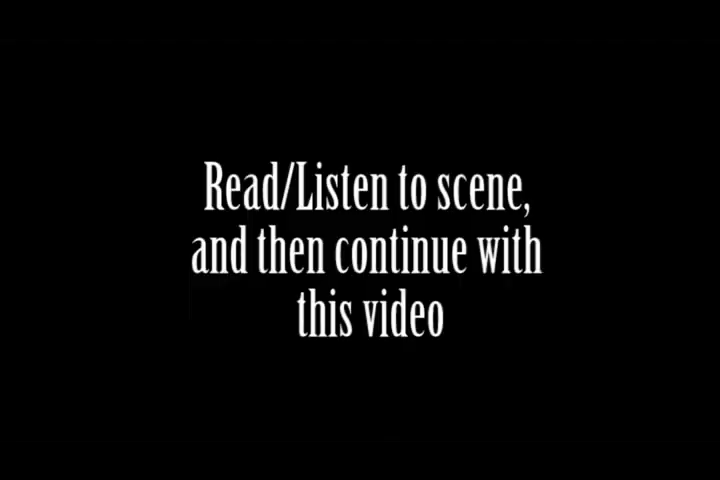 Read/Listen to scene,
and then continue with
this video